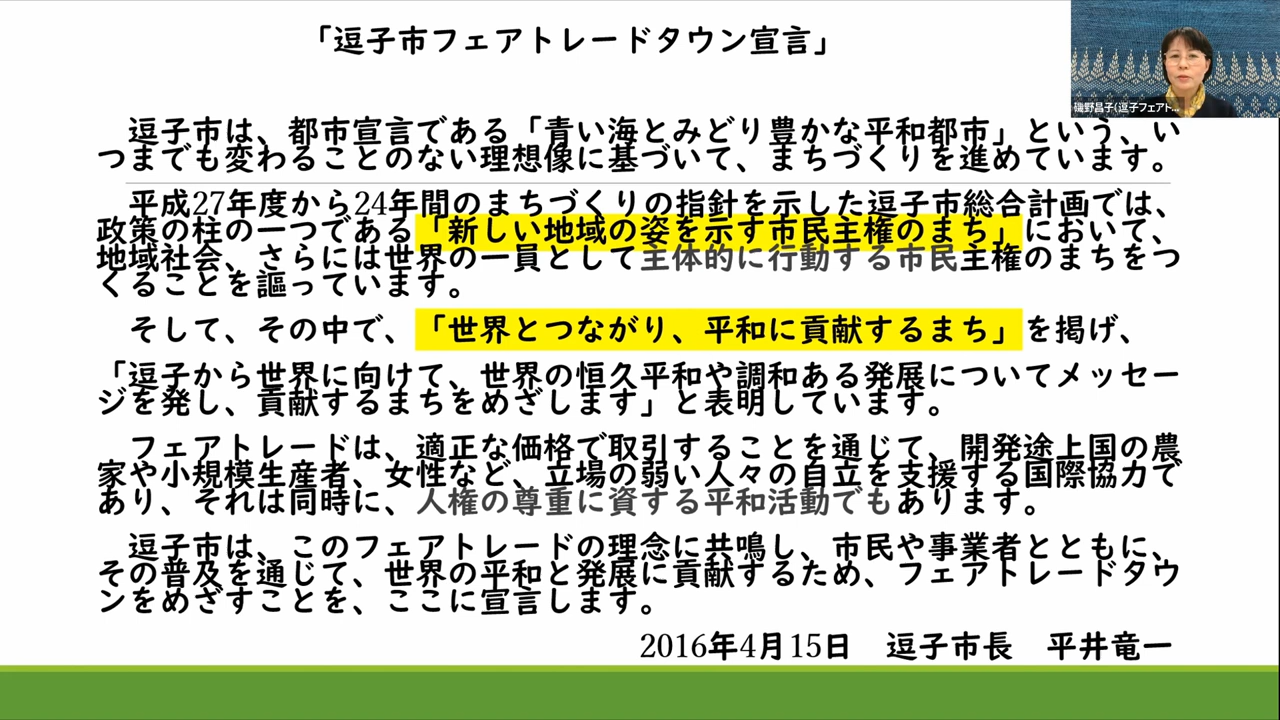 「逗子市フェアトレードタウン宣言」
磯野昌子(逗子フェアト...
逗子市は、都市宣言である「青い海とみどり豊かな平和都市」という、い
つまでも変わることのない理想像に基づいて、まちづくりを進めています。
平成27年度から24年間のまちづくりの指針を示した逗子市総合計画では、
政策の柱の一つである「新しい地域の姿を示す市民主権のまち」において、
地域社会、さらには世界の一員として主体的に行動する市民主権のまちをつ
くることを謳っています。
そして、その中で、「世界とつながり、平和に貢献するまち」を掲げ、
「逗子から世界に向けて、世界の恒久平和や調和ある発展についてメッセー
ジを発し、貢献するまちをめざします」と表明しています。
フェアトレードは、適正な価格で取引することを通じて、開発途上国の農
家や小規模生産者、女性など、立場の弱い人々の自立を支援する国際協力で
あり、それは同時に、人権の尊重に資する平和活動でもあります。
逗子市は、このフェアトレードの理念に共鳴し、市民や事業者とともに、
その普及を通じて、世界の平和と発展に貢献するため、フェアトレードタウ
ンをめざすことを、ここに宣言します。
2016年4月15日 逗子市長 平井竜一